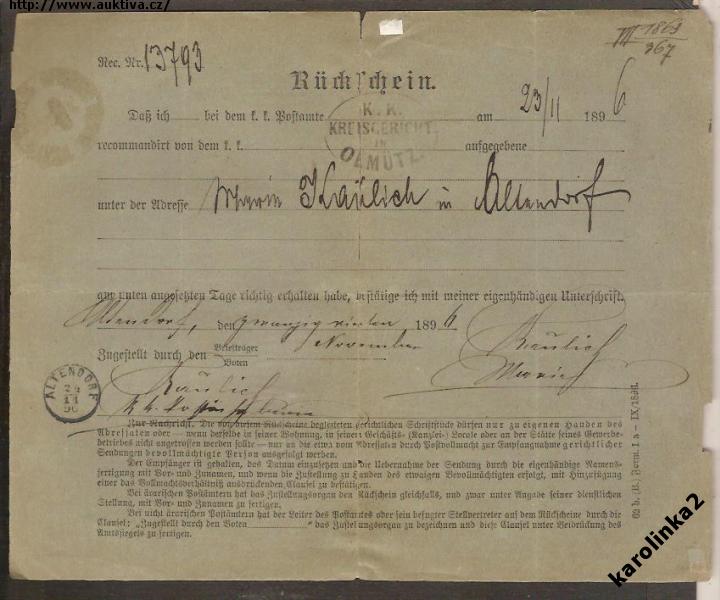 http://www.auktiva.cz/
III 1869/367
Rec. Nr. 13793
Rückschein.
Daß ich bei dem k. k. Postamte am 23/11 1896
K. K. KREISGERICHT IN OLMÜTZ
recommandirt von dem k. k. aufgegebene
unter der Adresse Marie Kaulich in Altendorf
am unten angesetzten Tage richtig erhalten habe, bestätige ich mit meiner eigenhändigen Unterschrift.
Altendorf, den zwanzig vierten 1896
November
Zugestellt durch den Briefträger
Boten
Kaulich
Marie
Kaulich
k. k.
ALTENDORF 24 11 96
Zur Nachricht. Die von diesem Rückscheine begleiteten gerichtlichen Schriftstücke dürfen nur zu eigenen Handen des
Adressaten oder — wenn derselbe in seiner Wohnung, in seinem Geschäfts-(Kanzlei-) Locale oder an der Stätte seines Gewerbe-
betriebes nicht angetroffen werden sollte — nur an die etwa vom Adressaten durch Postvollmacht zur Empfangnahme gerichtlicher
Sendungen bevollmächtigte Person ausgefolgt werden.
Der Empfänger ist gehalten, das Datum einzusetzen und die Uebernahme der Sendung durch die eigenhändige Namens-
fertigung mit Vor- und Zunamen, und wenn die Zustellung zu Handen des etwaigen Bevollmächtigten erfolgt, mit Hinzufügung
einer das Vollmachtsverhältniß ausdrückenden Clausel zu bestätigen.
Bei ärarischen Postämtern hat das Zustellungsorgan den Rückschein gleichfalls, und zwar unter Angabe seiner dienstlichen
Stellung, mit Vor- und Zunamen zu fertigen.
Bei nicht ärarischen Postämtern hat der Leiter des Postamtes oder sein befugter Stellvertreter auf dem Rückscheine durch die
Clausel: „Zugestellt durch den Boten " das Zustellungsorgan zu bezeichnen und diese Clausel unter Beidrückung des
Amtssiegels zu fertigen.
karolinka2